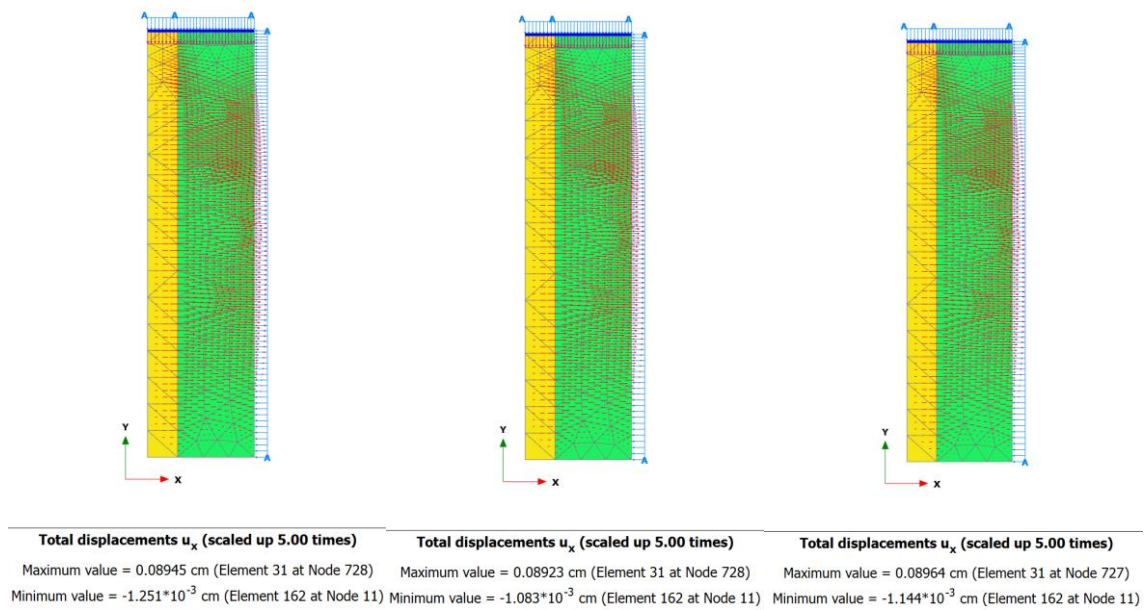 A A A
A
Y
X
A
Total displacements uₓ (scaled up 5.00 times)
Maximum value = 0.08945 cm (Element 31 at Node 728)
Minimum value = -1.251*10⁻³ cm (Element 162 at Node 11)
A A A
A
Y
X
A
Total displacements uₓ (scaled up 5.00 times)
Maximum value = 0.08923 cm (Element 31 at Node 728)
Minimum value = -1.083*10⁻³ cm (Element 162 at Node 11)
A A A
A
Y
X
A
Total displacements uₓ (scaled up 5.00 times)
Maximum value = 0.08964 cm (Element 31 at Node 727)
Minimum value = -1.144*10⁻³ cm (Element 162 at Node 11)